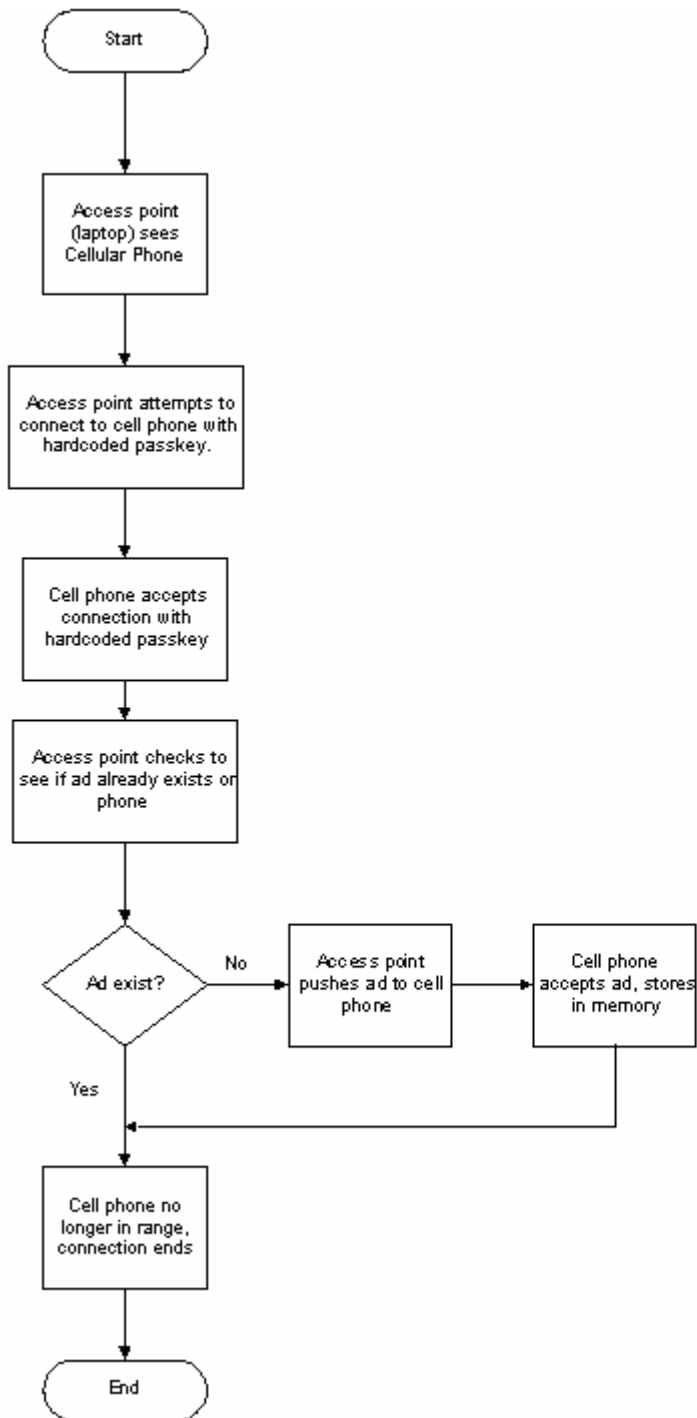 Start
Access point
(laptop) sees
Cellular Phone
Access point attempts to
connect to cell phone with
hardcoded passkey.
Cell phone accepts
connection with
hardcoded passkey
Access point checks to
see if ad already exists or
phone
Ad exist?
No
Access point
pushes ad to cell
phone
Cell phone
accepts ad, stores
in memory
Yes
Cell phone no
longer in range,
connection ends
End